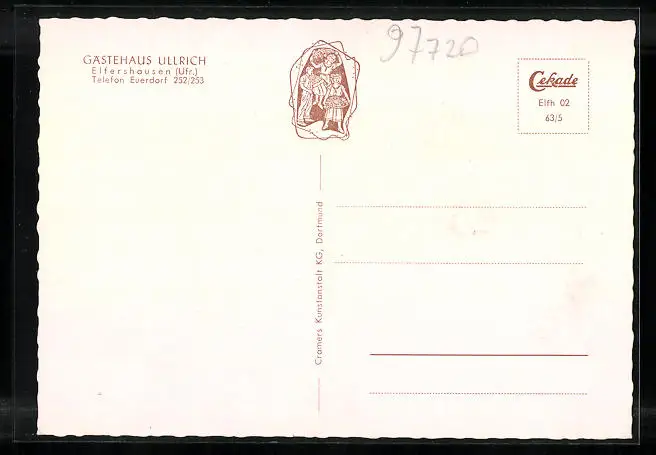 GÄSTEHAUS ULLRICH
Elfershausen (Ufr.)
Telefon Euerdorf 252/253
97720
Cekade
Elfh 02
63/5
Cramers Kunstanstalt KG, Dortmund